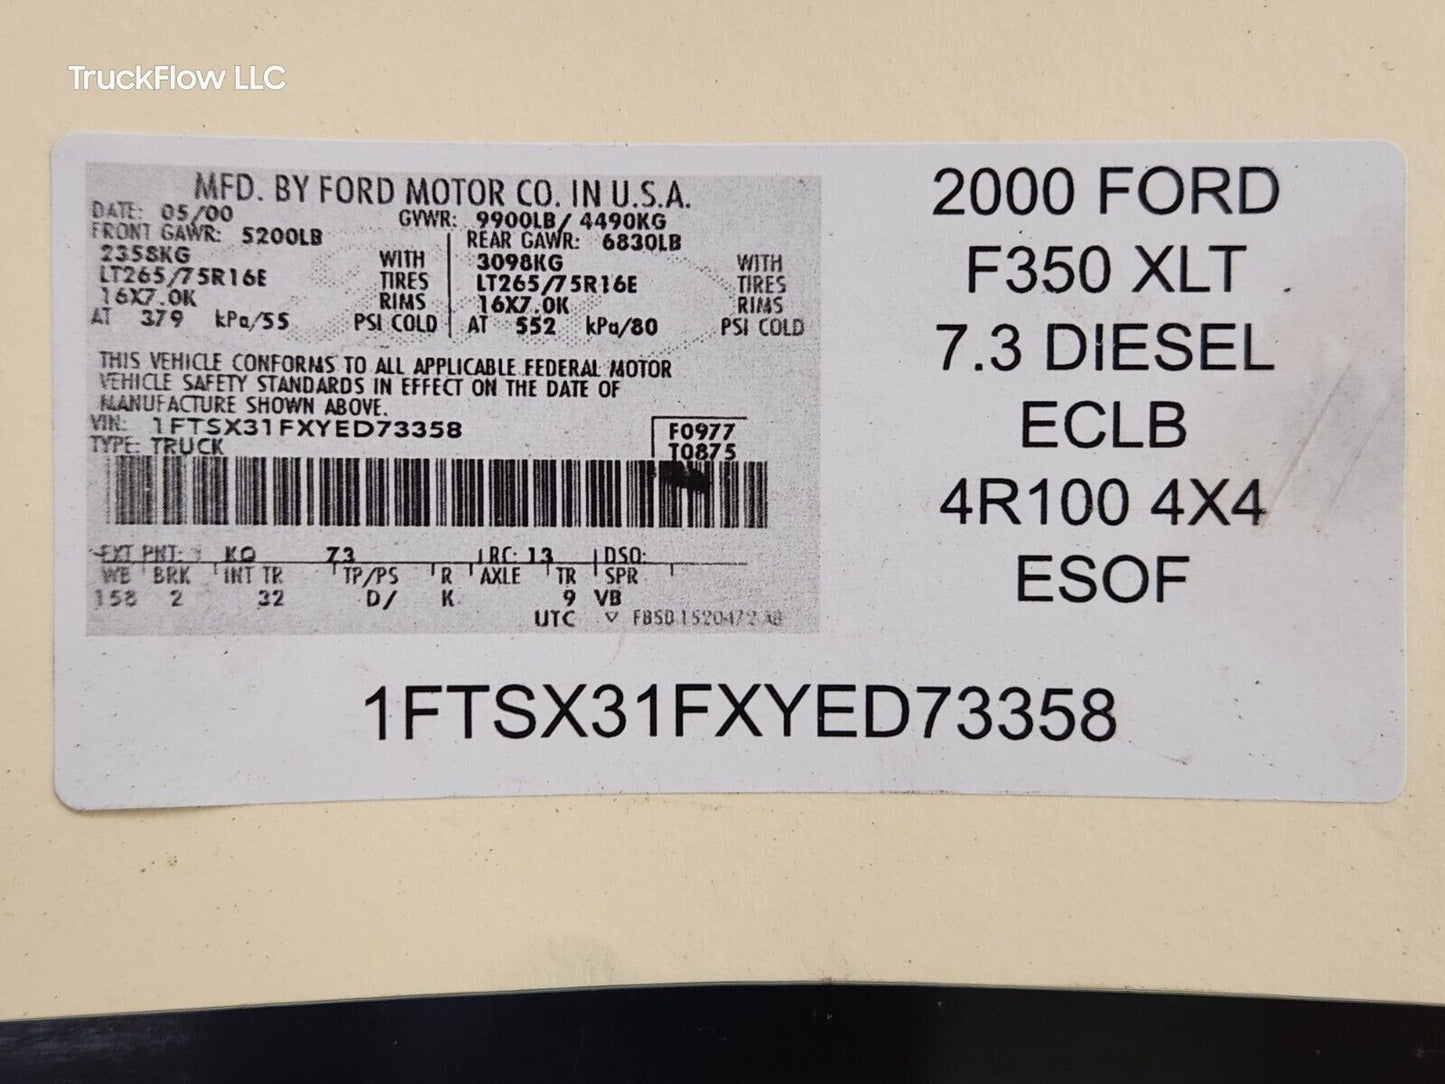 TruckFlow LLC
MFD. BY FORD MOTOR CO. IN U.S.A.
DATE: 05/00 GVWR: 9900LB/ 4490KG
FRONT GAWR: 5200LB REAR GAWR: 6830LB
2358KG WITH 3098KG WITH
LT265/75R16E TIRES LT265/75R16E TIRES
16X7.0K RIMS 16X7.0K RIMS
AT 379 kPa/55 PSI COLD AT 552 kPa/80 PSI COLD
THIS VEHICLE CONFORMS TO ALL APPLICABLE FEDERAL MOTOR
VEHICLE SAFETY STANDARDS IN EFFECT ON THE DATE OF
MANUFACTURE SHOWN ABOVE.
VIN: 1FTSX31FXYED73358 F0977
TYPE: TRUCK T0875
EXT PNT: KQ Z3 RC: 13 DSO:
WB BRK INT TR TP/PS R AXLE TR SPR
158 2 32 D/ K 9 VB
UTC
2000 FORD
F350 XLT
7.3 DIESEL
ECLB
4R100 4X4
ESOF
1FTSX31FXYED73358